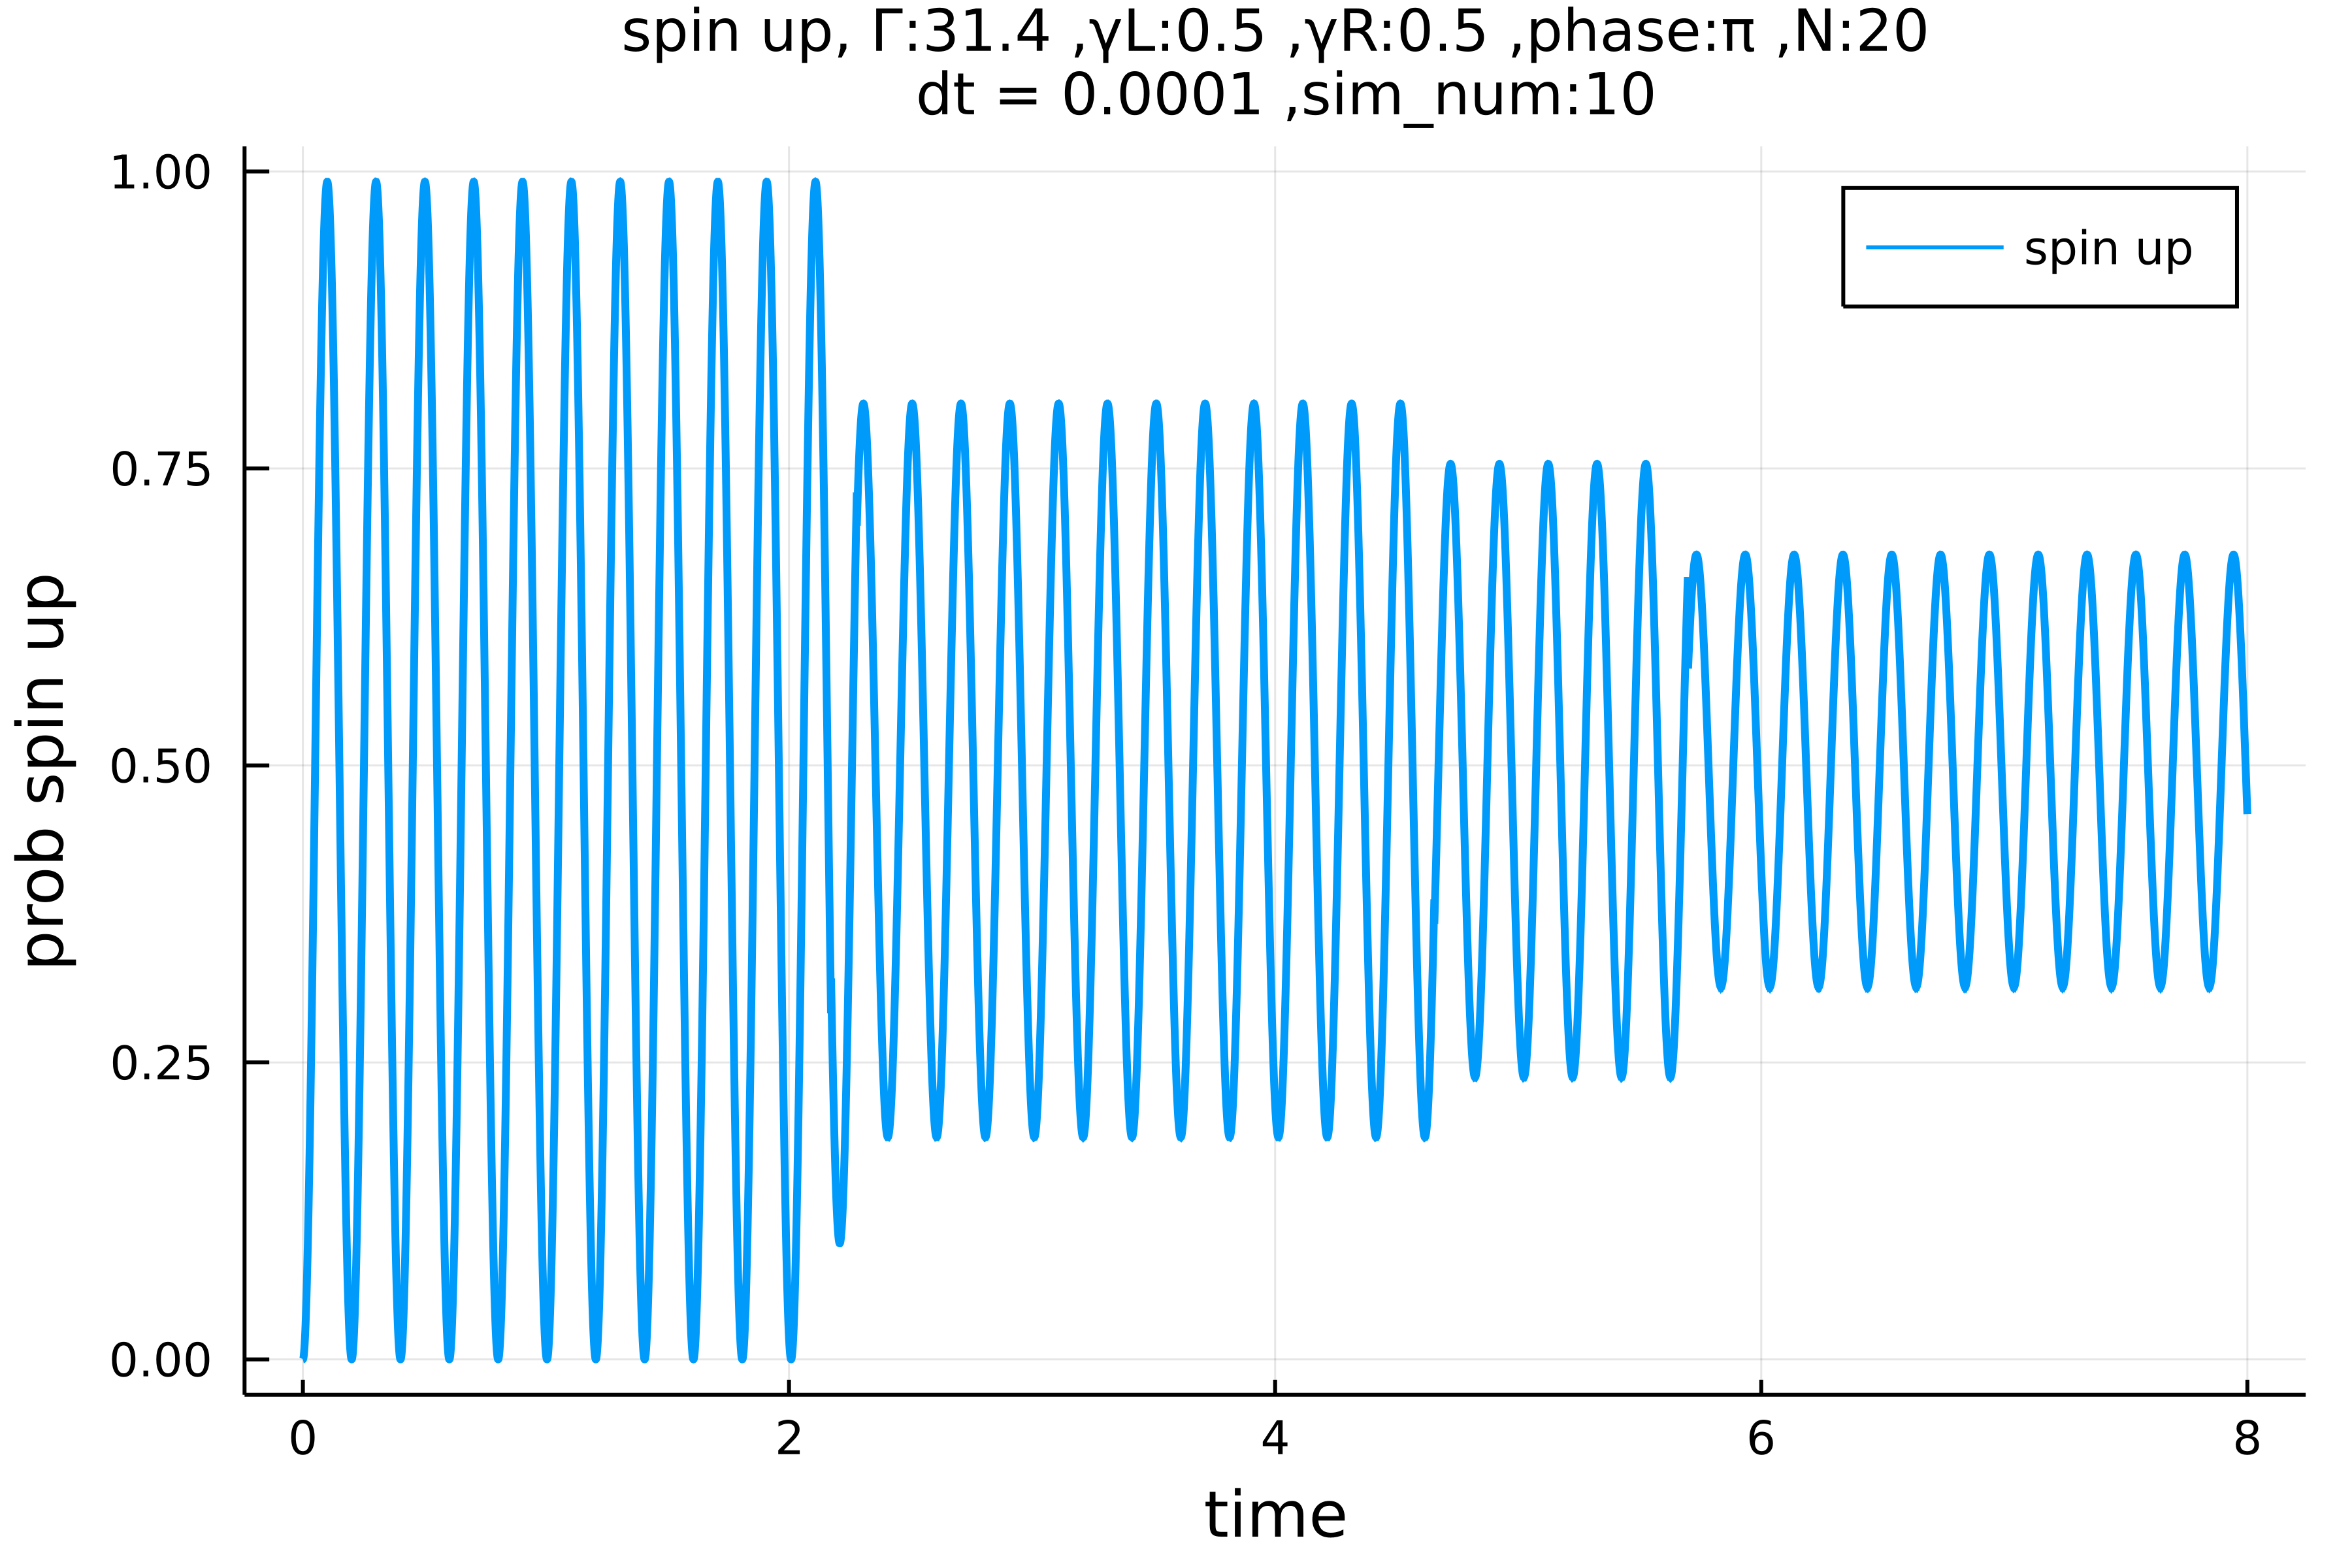 spin up, Γ:31.4 ,γL:0.5 ,γR:0.5 ,phase:π ,N:20
dt = 0.0001 ,sim_num:10
1.00
0.75
0.50
0.25
0.00
prob spin up
spin up
0 2 4 6 8
time